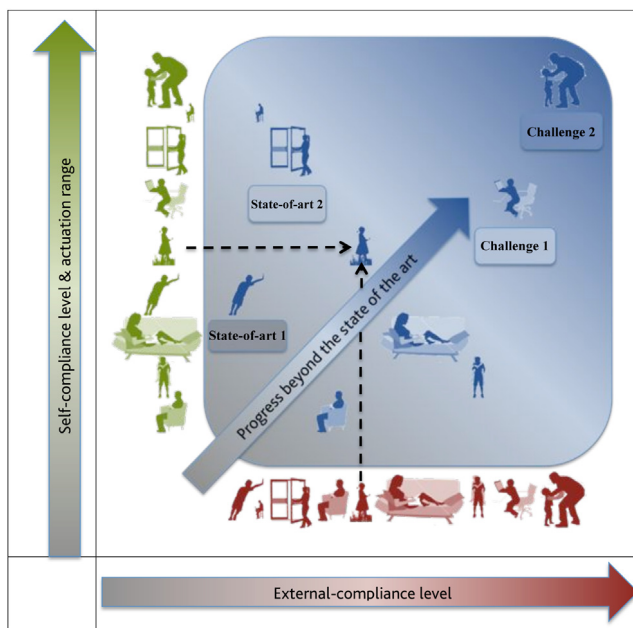 Self-compliance level & actuation range
Challenge 2
State-of-art 2
Challenge 1
State-of-art 1
Progress beyond the state of the art
External-compliance level